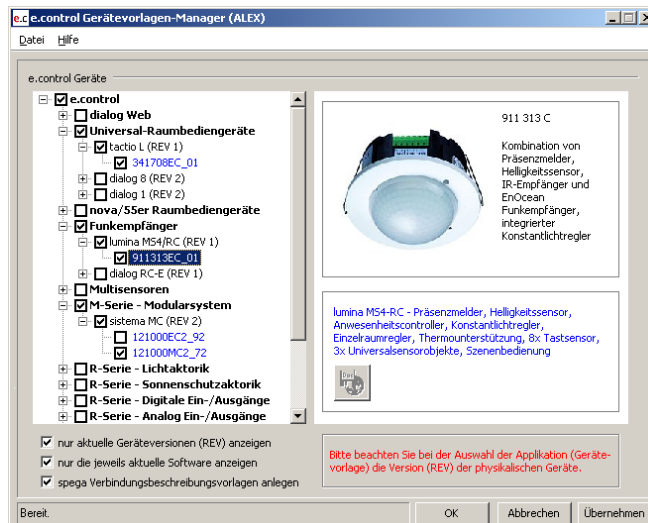 e.c e.control Gerätevorlagen-Manager (ALEX)
Datei Hilfe
e.control Geräte
e.control
dialog Web
Universal-Raumbediengeräte
tactio L (REV 1)
341708EC_01
dialog 8 (REV 2)
dialog 1 (REV 2)
nova/55er Raumbediengeräte
Funkempfänger
lumina MS4/RC (REV 1)
911313EC_01
dialog RC-E (REV 1)
Multisensoren
M-Serie - Modularsystem
sistema MC (REV 2)
121000EC2_92
121000MC2_72
R-Serie - Lichtaktorik
R-Serie - Sonnenschutzaktorik
R-Serie - Digitale Ein-/Ausgänge
R-Serie - Analog Ein-/Ausgänge
911 313 C
Kombination von
Präsenzmelder,
Helligkeitssensor,
IR-Empfänger und
EnOcean
Funkempfänger,
integrierter
Konstantlichtregler
lumina MS4-RC - Präsenzmelder, Helligkeitssensor,
Anwesenheitscontroller, Konstantlichtregler,
Einzelraumregler, Thermounterstützung, 8x Tastsensor,
3x Universalsensorobjekte, Szenenbedienung
nur aktuelle Geräteversionen (REV) anzeigen
nur die jeweils aktuelle Software anzeigen
spega Verbindungsbeschreibungsvorlagen anlegen
Bitte beachten Sie bei der Auswahl der Applikation (Geräte-
vorlage) die Version (REV) der physikalischen Geräte.
Bereit.
OK Abbrechen Übernehmen